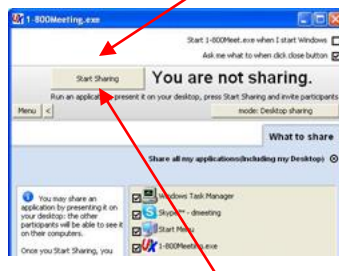 1-800Meeting.exe
Start 1-800Meet.exe when I start Windows
Ask me what to when click close button
Start Sharing
You are not sharing.
Run an application, present it on your desktop, press Start Sharing and invite participants
Menu <
mode: Desktop sharing
What to share
Share all my applications(Including my Desktop)
You may share an
application by presenting it on
your desktop: the other
participants will be able to see it
on their computers.
Once you Start Sharing, you
Windows Task Manager
Skype™ - dmeeting
Start Menu
1-800Meeting.exe